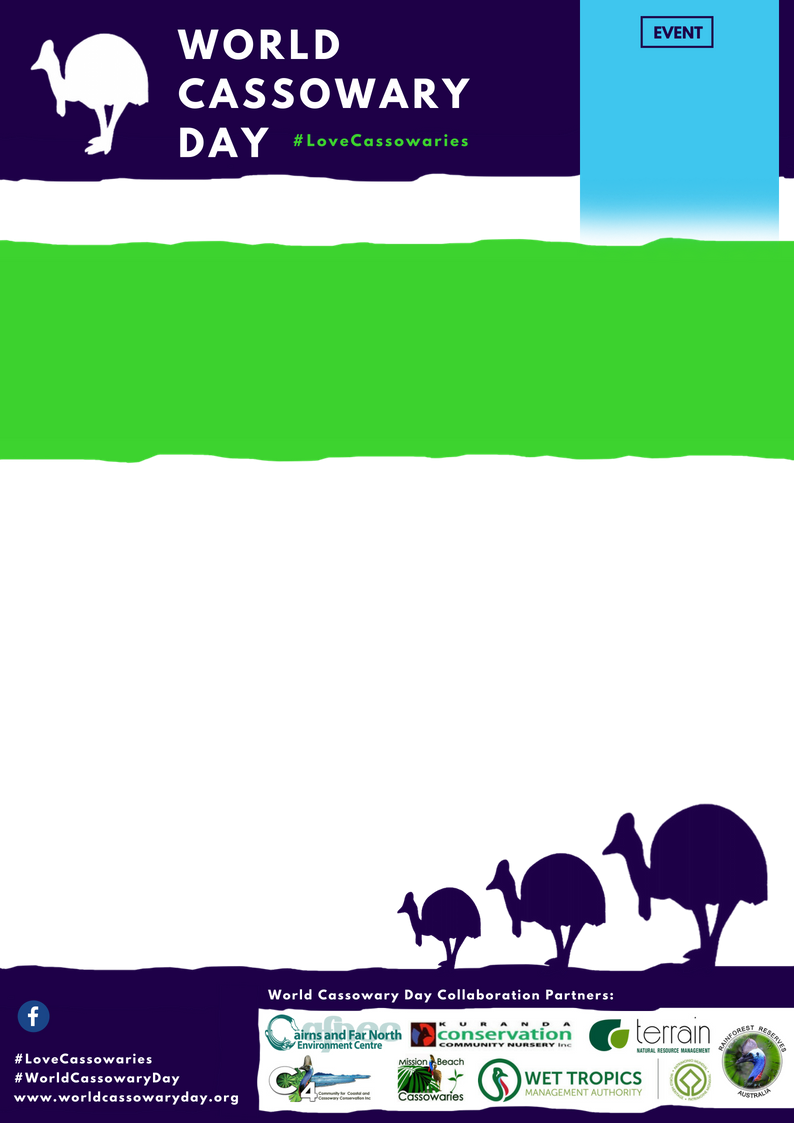 WORLD
CASSOWARY
DAY #LoveCassowaries
EVENT
World Cassowary Day Collaboration Partners:
#LoveCassowaries
#WorldCassowaryDay
www.worldcassowaryday.org
cafnec
Cairns and Far North
Environment Centre
KURANDA
conservation
COMMUNITY NURSERY Inc
terrain
NATURAL RESOURCE MANAGEMENT
RAINFOREST RESERVES
AUSTRALIA
C4
Community for Coastal and
Cassowary Conservation Inc
Mission Beach
Cassowaries
WET TROPICS
MANAGEMENT AUTHORITY